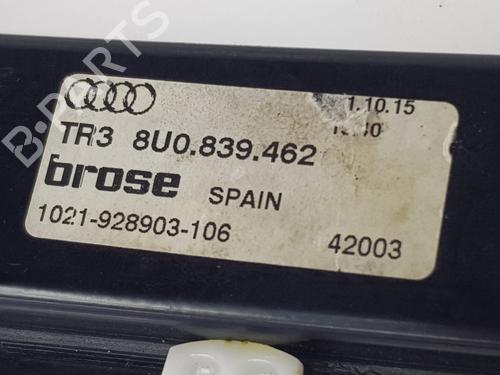 1.10.15
TR3 8U0.839.462
brose SPAIN
1021-928903-106 42003
B-PARTS